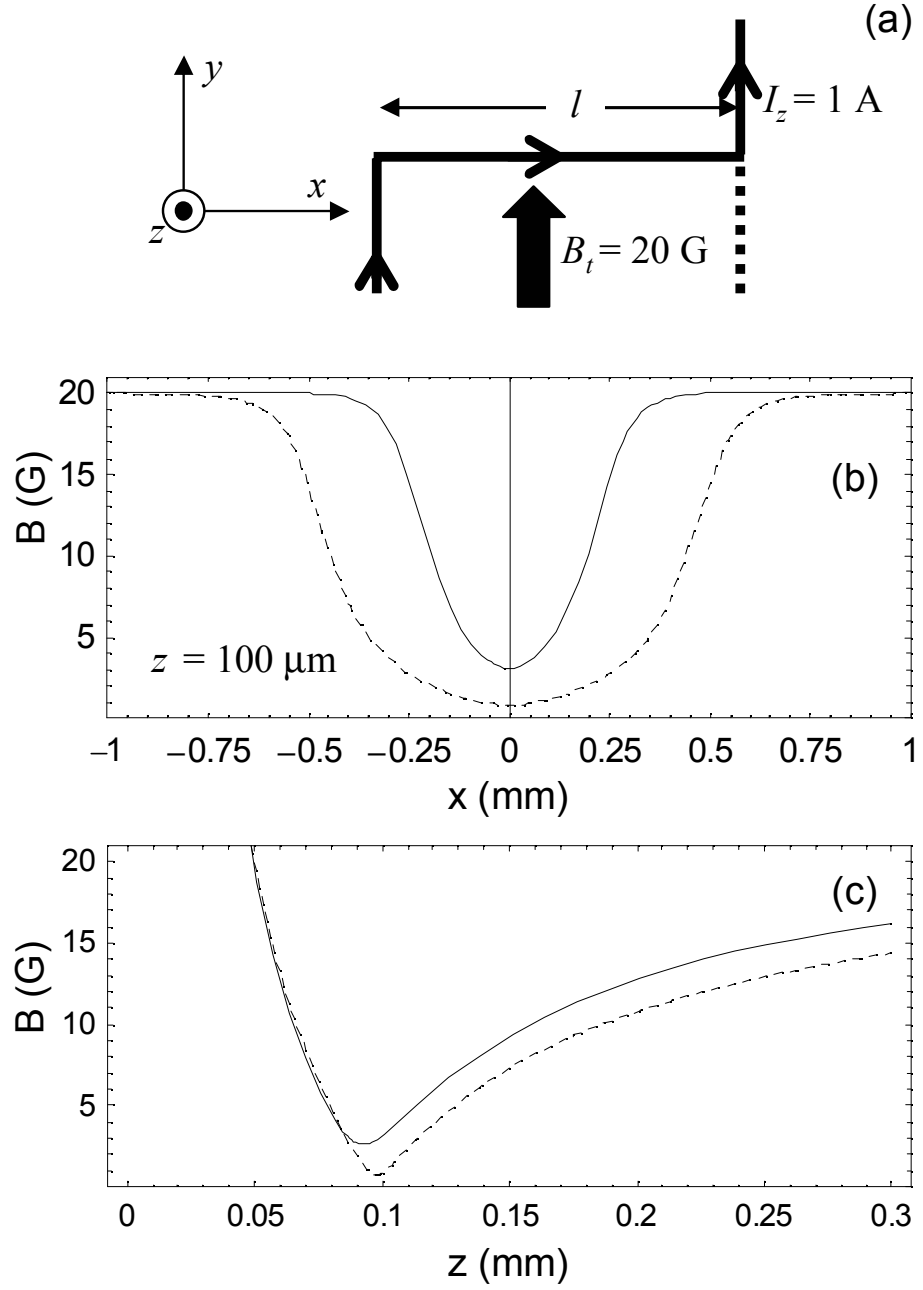 (a)
y
l
I_z = 1 A
x
z
B_t = 20 G
20
15
10
5
B (G)
(b)
z = 100 μm
−1 −0.75 −0.5 −0.25 0 0.25 0.5 0.75 1
x (mm)
20
15
10
5
B (G)
(c)
0 0.05 0.1 0.15 0.2 0.25 0.3
z (mm)